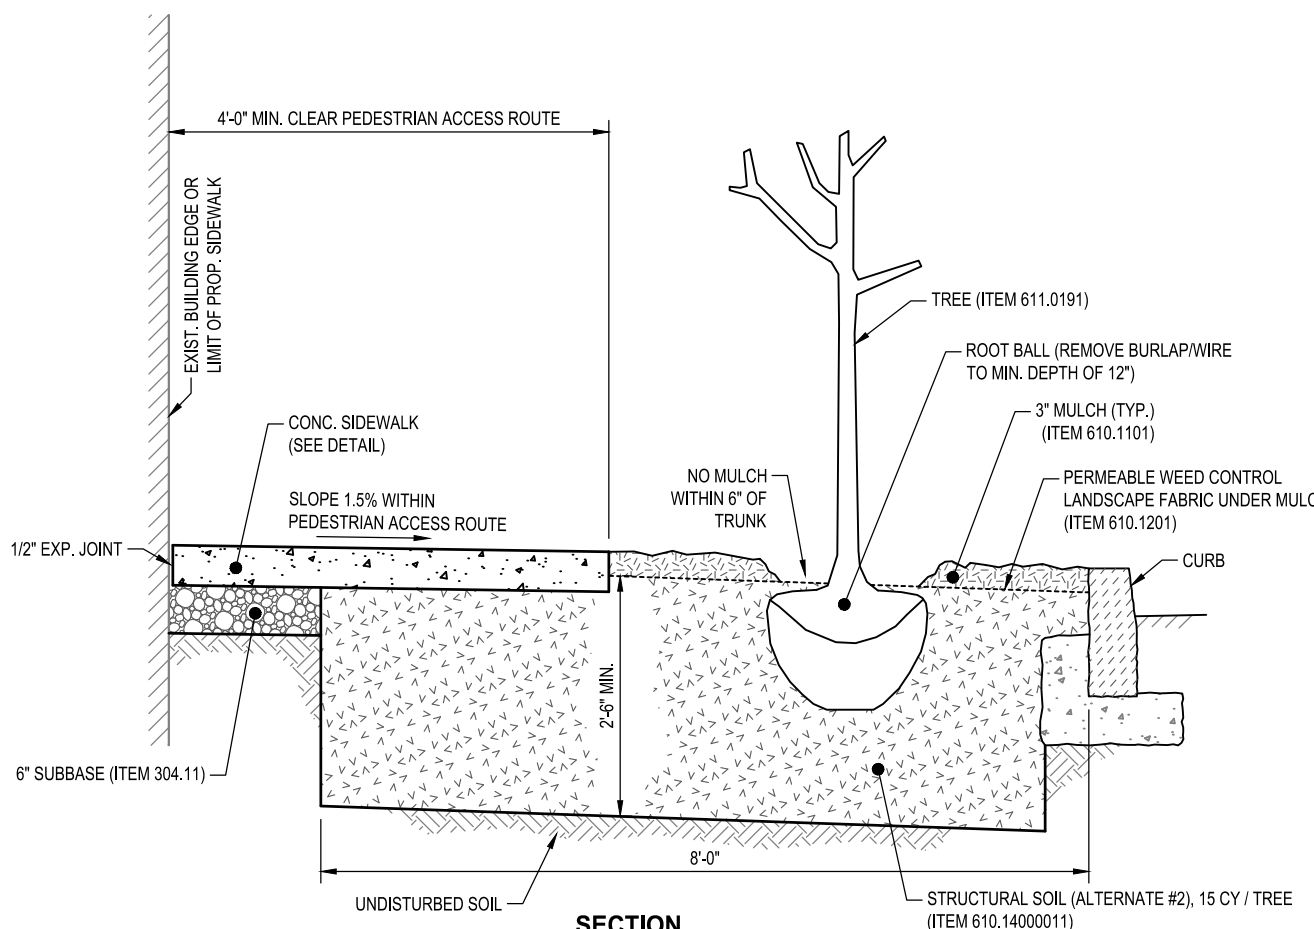 4'-0" MIN. CLEAR PEDESTRIAN ACCESS ROUTE
EXIST. BUILDING EDGE OR
LIMIT OF PROP. SIDEWALK
TREE (ITEM 611.0191)
ROOT BALL (REMOVE BURLAP/WIRE
TO MIN. DEPTH OF 12")
CONC. SIDEWALK
(SEE DETAIL)
3" MULCH (TYP.)
(ITEM 610.1101)
NO MULCH
WITHIN 6" OF
TRUNK
PERMEABLE WEED CONTROL
LANDSCAPE FABRIC UNDER MULC
(ITEM 610.1201)
SLOPE 1.5% WITHIN
PEDESTRIAN ACCESS ROUTE
1/2" EXP. JOINT
CURB
2'-6" MIN.
6" SUBBASE (ITEM 304.11)
8'-0"
UNDISTURBED SOIL
STRUCTURAL SOIL (ALTERNATE #2), 15 CY / TREE
(ITEM 610.14000011)
SECTION